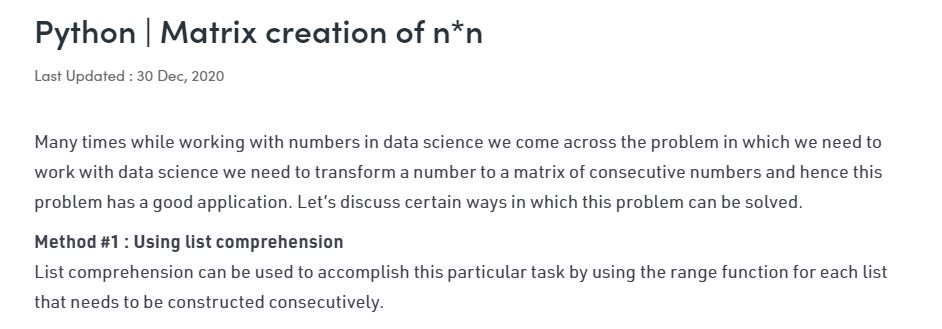 Python | Matrix creation of n*n
Last Updated : 30 Dec, 2020
Many times while working with numbers in data science we come across the problem in which we need to
work with data science we need to transform a number to a matrix of consecutive numbers and hence this
problem has a good application. Let’s discuss certain ways in which this problem can be solved.
Method #1 : Using list comprehension
List comprehension can be used to accomplish this particular task by using the range function for each list
that needs to be constructed consecutively.